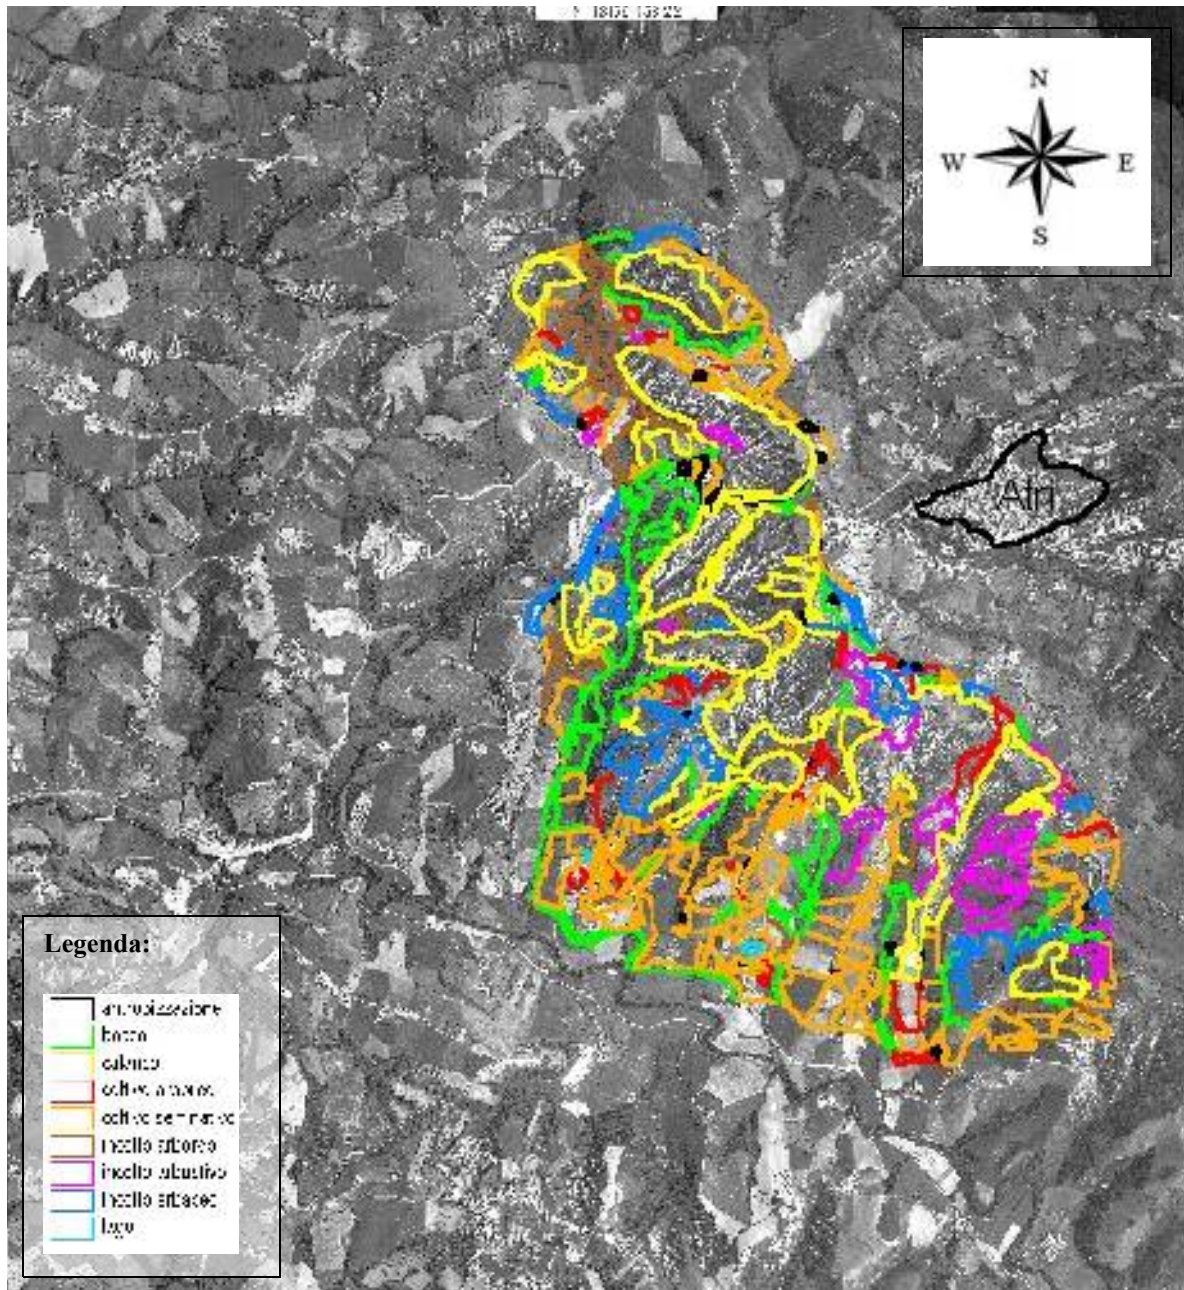 N
W E
S
Atri
Legenda:
antropizzazione
bosco
calanco
coltivo arboreo
coltivo seminativo
incolto arboreo
incolto arbustivo
incolto erbaceo
lago